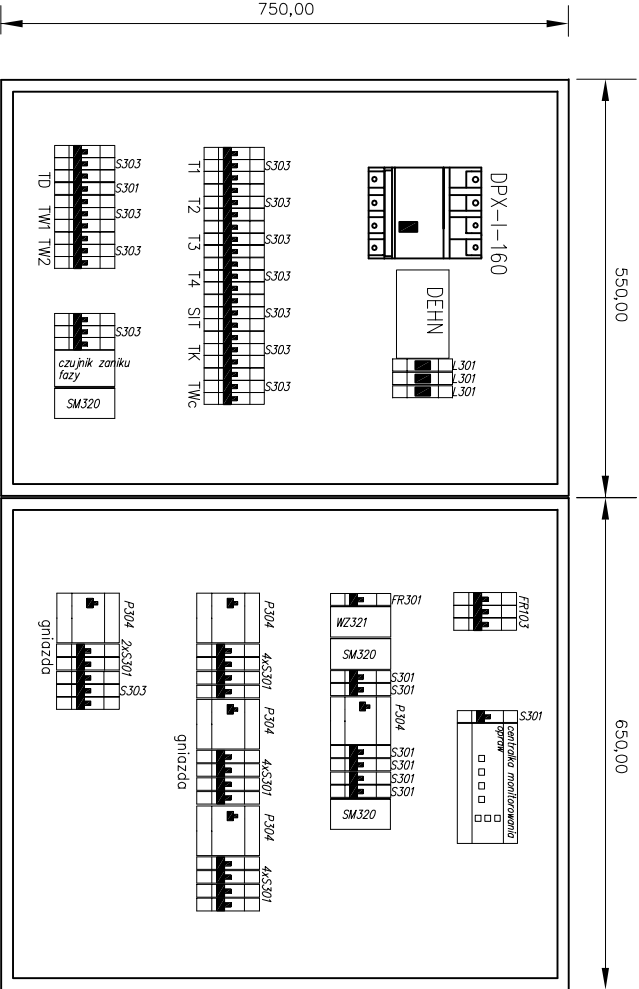 750,00
550,00
650,00
DPX-I-160
DEHN
L301
L301
L301
T1
T2
T3
T4
SIT
TK
TWc
S303
S303
S303
S303
S303
S303
S303
TD
TW1
TW2
S303
S301
S303
S303
S303
czujnik zaniku
fazy
SM320
FR103
S301
centralka monitorowania
opraw
FR301
WZ321
SM320
S301
S301
P304
S301
S301
S301
S301
SM320
P304
4xS301
P304
4xS301
P304
4xS301
gniazda
P304
2xS301
S303
gniazda